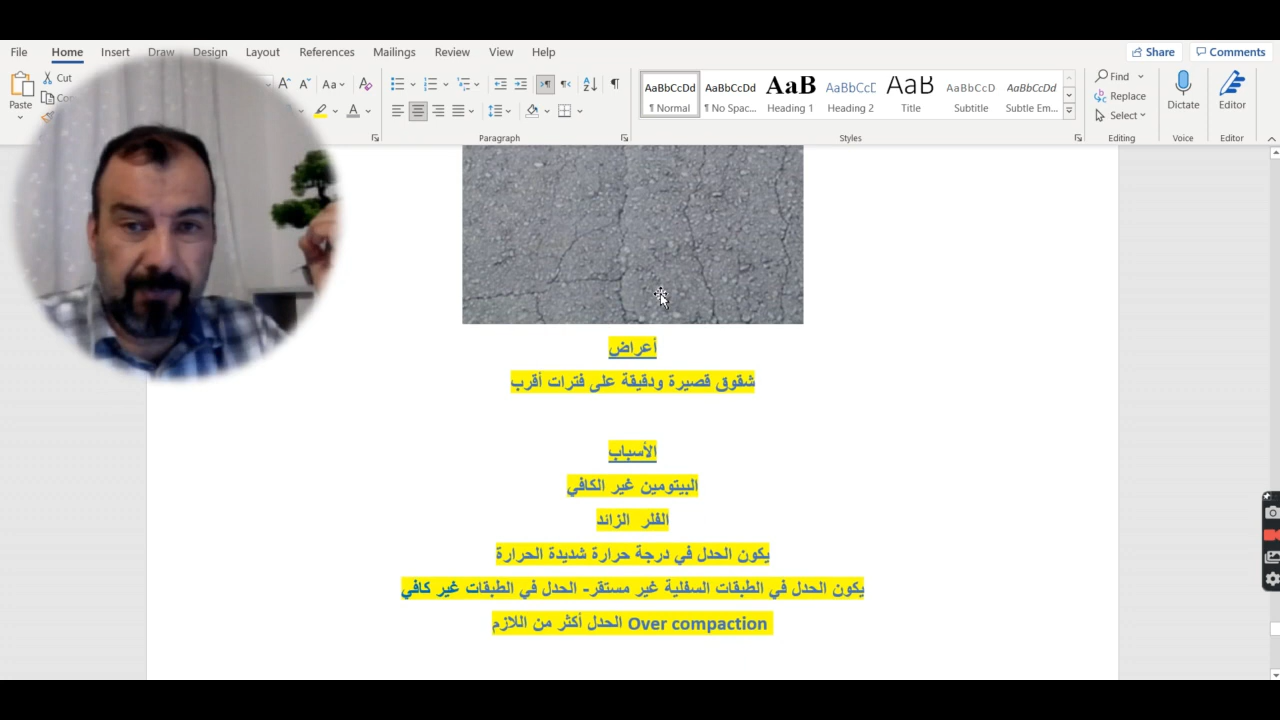 File Home Insert Draw Design Layout References Mailings Review View Help Share Comments
Cut
Paste
Aa
AaBbCcDd AaBbCcDd AaB AaBbCcD AaB AaBbCcD AaBbCcDd
¶ Normal ¶ No Spac... Heading 1 Heading 2 Title Subtitle Subtle Em...
Find
Replace
Select
Dictate
Editor
Paragraph Styles Editing Voice Editor
أعراض
شقوق قصيرة ودقيقة على فترات أقرب
الأسباب
البيتومين غير الكافي
الفلر الزائد
يكون الحدل في درجة حرارة شديدة الحرارة
يكون الحدل في الطبقات السفلية غير مستقر- الحدل في الطبقات غير كافي
Over compaction الحدل أكثر من اللازم